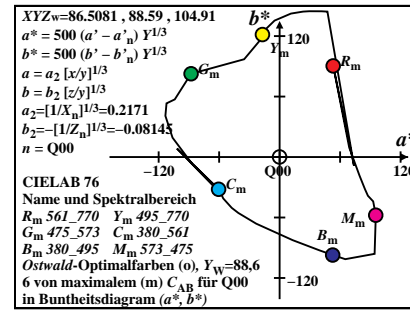 XYZw=86.5081 , 88.59 , 104.91
a* = 500 (a' – a'n) Y1/3
b* = 500 (b' – b'n) Y1/3
a = a2 [x/y]1/3
b = b2 [z/y]1/3
a2=[1/Xn]1/3=0.2171
b2=–[1/Zn]1/3=–0.08145
n = Q00
CIELAB 76
Name und Spektralbereich
Rm 561_770 Ym 495_770
Gm 475_573 Cm 380_561
Bm 380_495 Mm 573_475
Ostwald-Optimalfarben (o), YW=88,6
6 von maximalem (m) CAB für Q00
in Buntheitsdiagram (a*, b*)
b*
120
Ym
Rm
Gm
a*
–120
Q00
120
Cm
Mm
Bm
–120